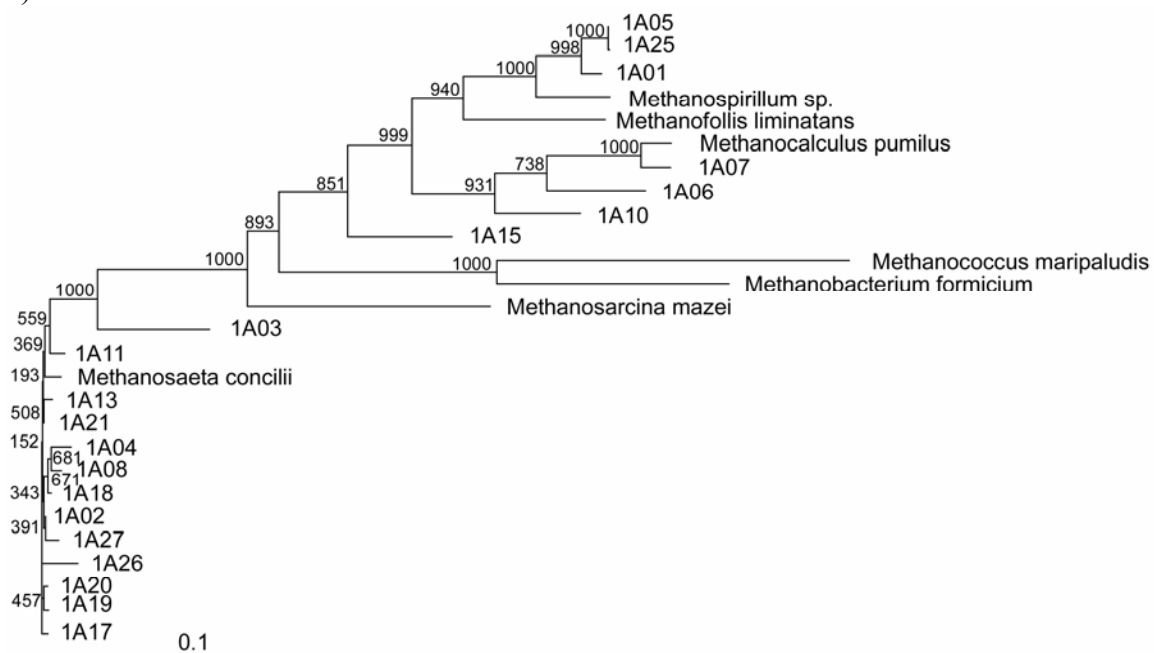 )
1000 1A05
1A25
998
1A01
1000
Methanospirillum sp.
940
Methanofollis liminatans
999
Methanocalculus pumilus
1000
1A07
738
1A06
931
1A10
851
1A15
893
Methanococcus maripaludis
1000
Methanobacterium formicium
1000
Methanosarcina mazei
1000
1A03
559
369
1A11
193 Methanosaeta concilii
1A13
508
1A21
152
1A04
681 1A08
671
343 1A18
1A02
391
1A27
1A26
1A20
457 1A19
1A17
0.1